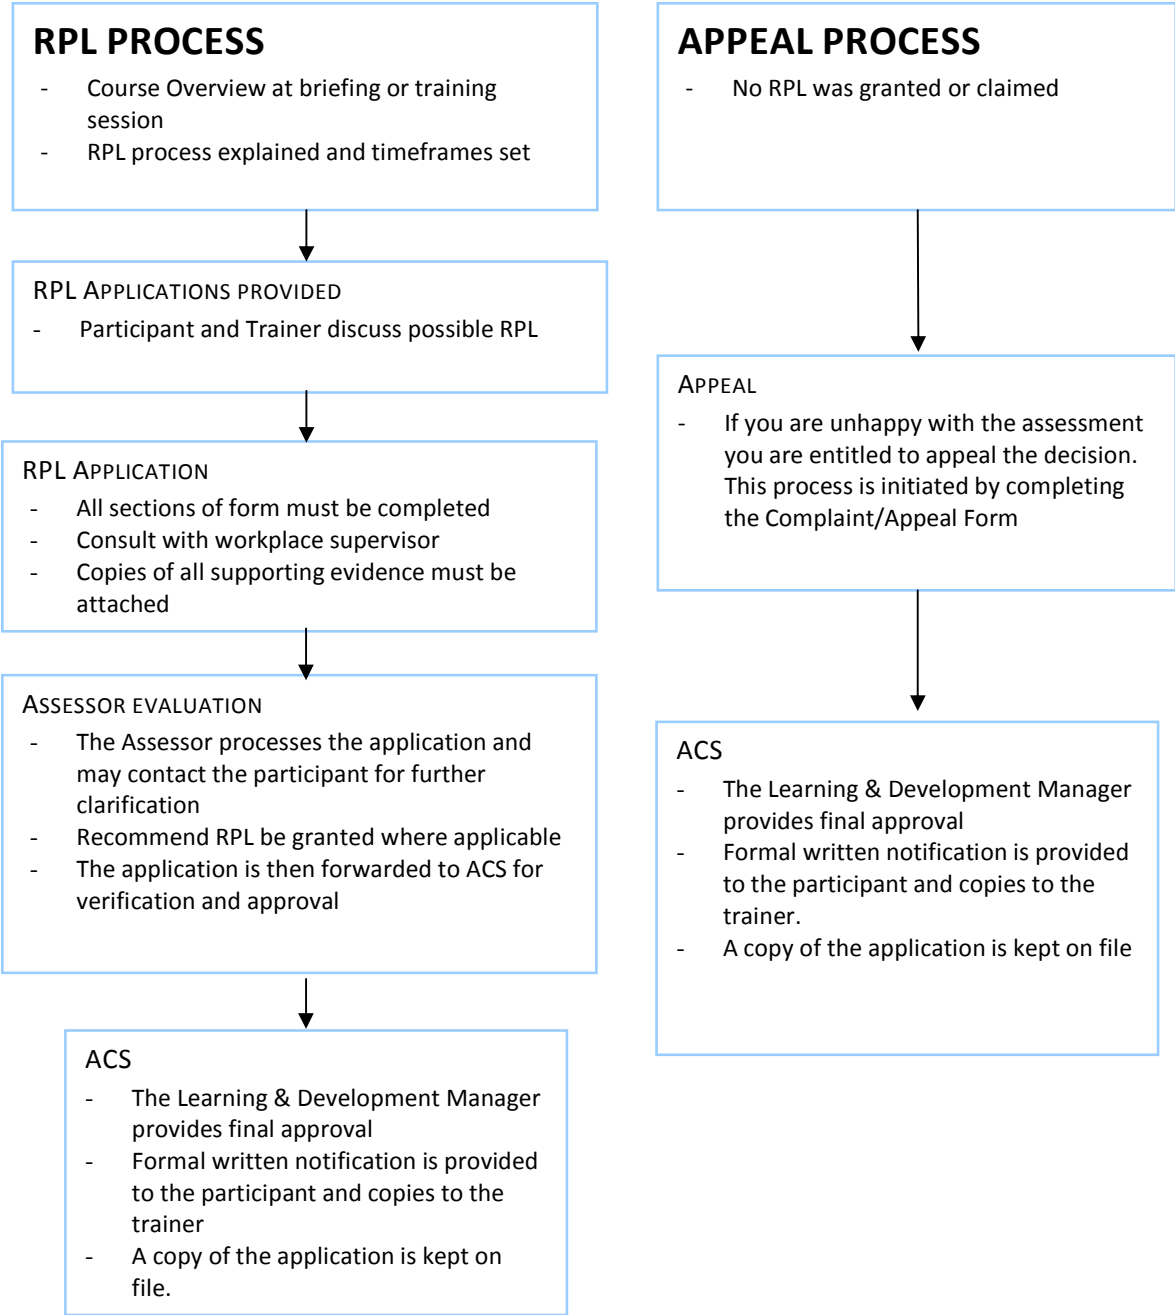 RPL PROCESS
- Course Overview at briefing or training
session
- RPL process explained and timeframes set
RPL APPLICATIONS PROVIDED
- Participant and Trainer discuss possible RPL
RPL APPLICATION
- All sections of form must be completed
- Consult with workplace supervisor
- Copies of all supporting evidence must be
attached
ASSESSOR EVALUATION
- The Assessor processes the application and
may contact the participant for further
clarification
- Recommend RPL be granted where applicable
- The application is then forwarded to ACS for
verification and approval
ACS
- The Learning & Development Manager
provides final approval
- Formal written notification is provided
to the participant and copies to the
trainer
- A copy of the application is kept on
file.
APPEAL PROCESS
- No RPL was granted or claimed
APPEAL
- If you are unhappy with the assessment
you are entitled to appeal the decision.
This process is initiated by completing
the Complaint/Appeal Form
ACS
- The Learning & Development Manager
provides final approval
- Formal written notification is provided
to the participant and copies to the
trainer.
- A copy of the application is kept on file